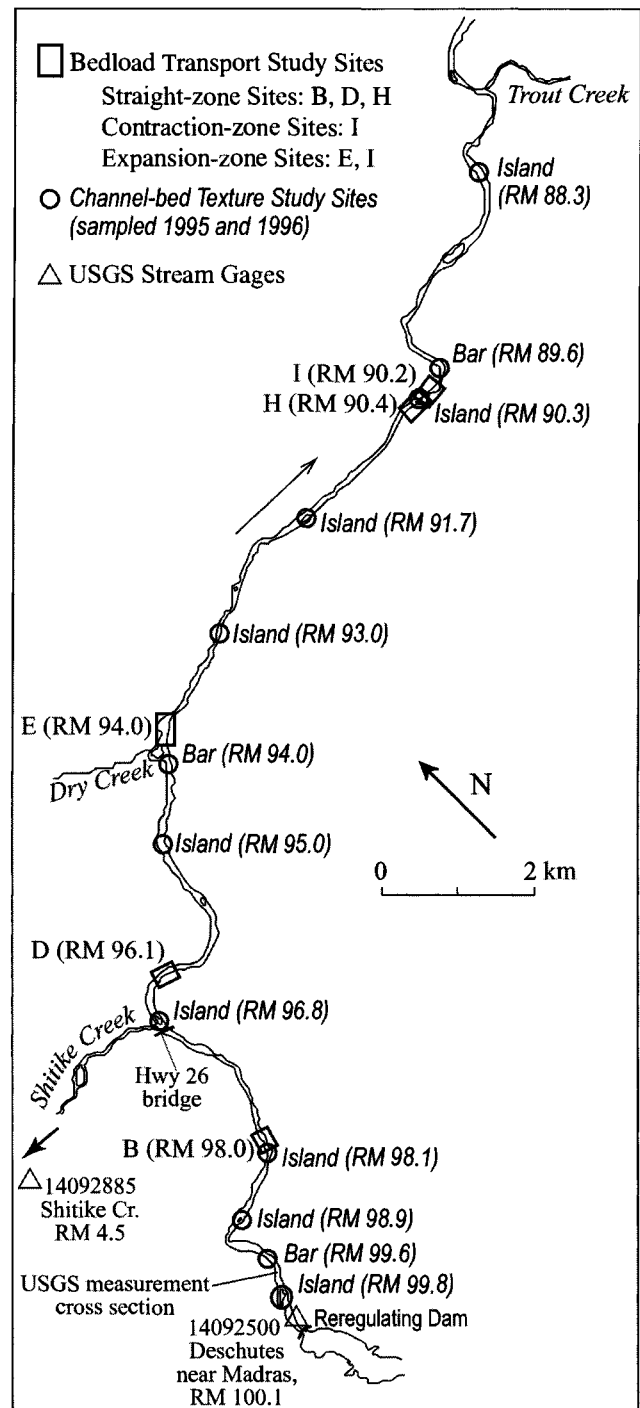 Bedload Transport Study Sites
Straight-zone Sites: B, D, H
Contraction-zone Sites: I
Expansion-zone Sites: E, I
Channel-bed Texture Study Sites
(sampled 1995 and 1996)
USGS Stream Gages
Trout Creek
Island
(RM 88.3)
Bar (RM 89.6)
I (RM 90.2)
H (RM 90.4)
Island (RM 90.3)
Island (RM 91.7)
Island (RM 93.0)
E (RM 94.0)
Bar (RM 94.0)
Dry Creek
N
Island (RM 95.0)
0 2 km
D (RM 96.1)
Island (RM 96.8)
Shitike Creek
Hwy 26
bridge
B (RM 98.0)
Island (RM 98.1)
14092885
Shitike Cr.
RM 4.5
Island (RM 98.9)
Bar (RM 99.6)
USGS measurement
cross section
Island (RM 99.8)
Reregulating Dam
14092500
Deschutes
near Madras,
RM 100.1